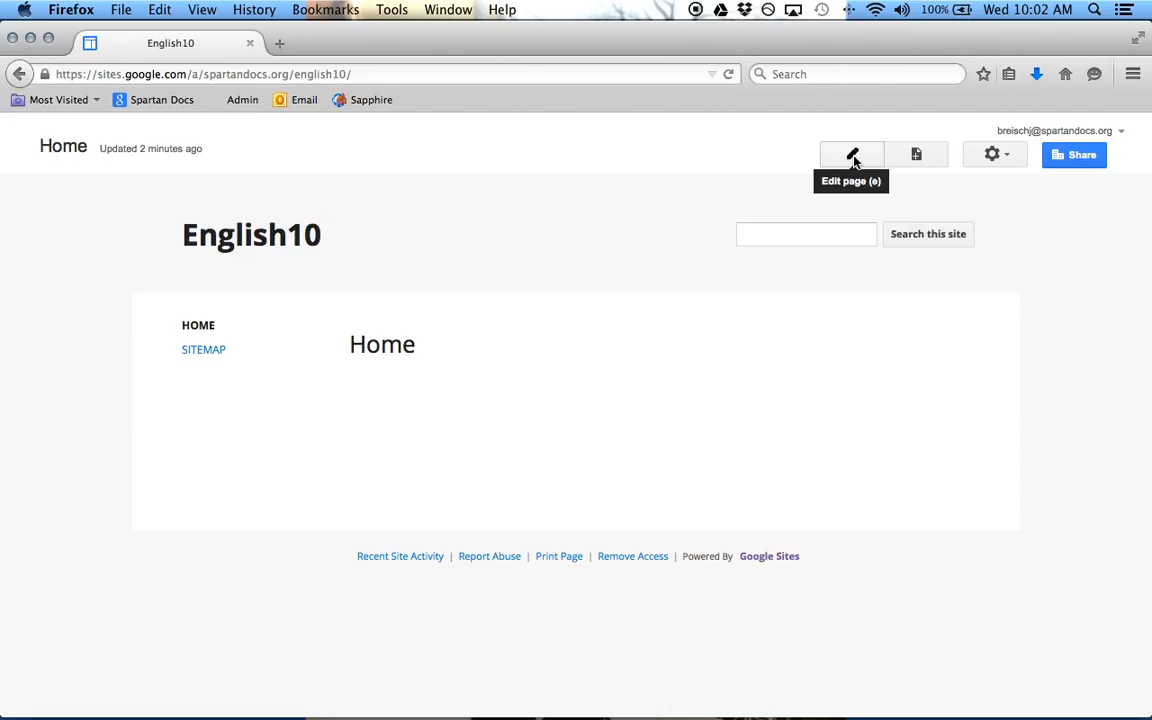 Firefox File Edit View History Bookmarks Tools Window Help 100% Wed 10:02 AM
English10
https://sites.google.com/a/spartandocs.org/english10/ Search
Most Visited Spartan Docs Admin Email Sapphire
breischj@spartandocs.org
Home Updated 2 minutes ago Share
Edit page (e)
English10 Search this site
HOME
Home
SITEMAP
Recent Site Activity | Report Abuse | Print Page | Remove Access | Powered By Google Sites